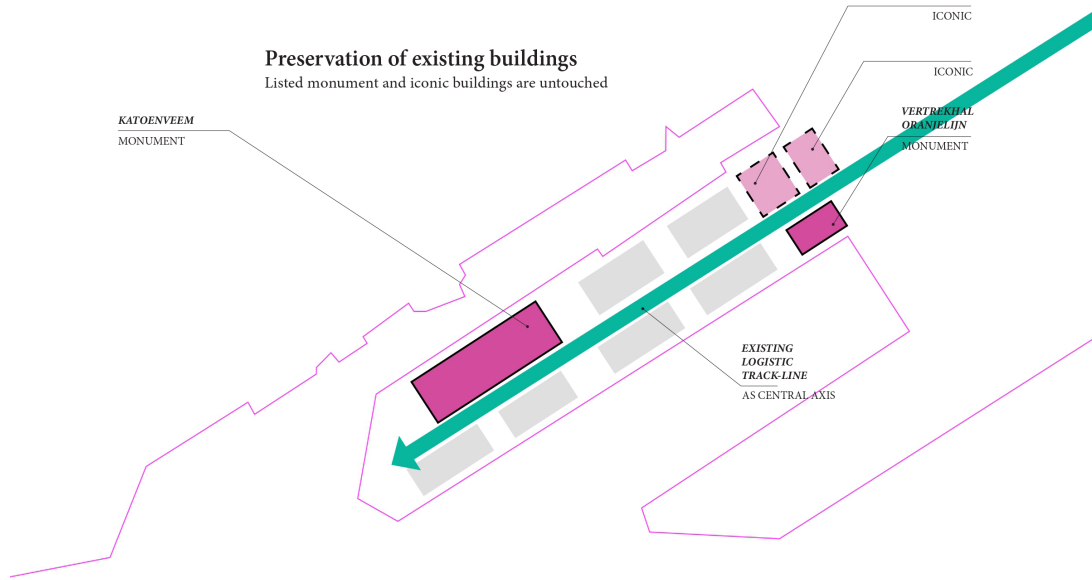 Preservation of existing buildings
Listed monument and iconic buildings are untouched
ICONIC
ICONIC
VERTREKHAL
ORANJELIJN
MONUMENT
KATOENVEEM
MONUMENT
EXISTING
LOGISTIC
TRACK-LINE
AS CENTRAL AXIS